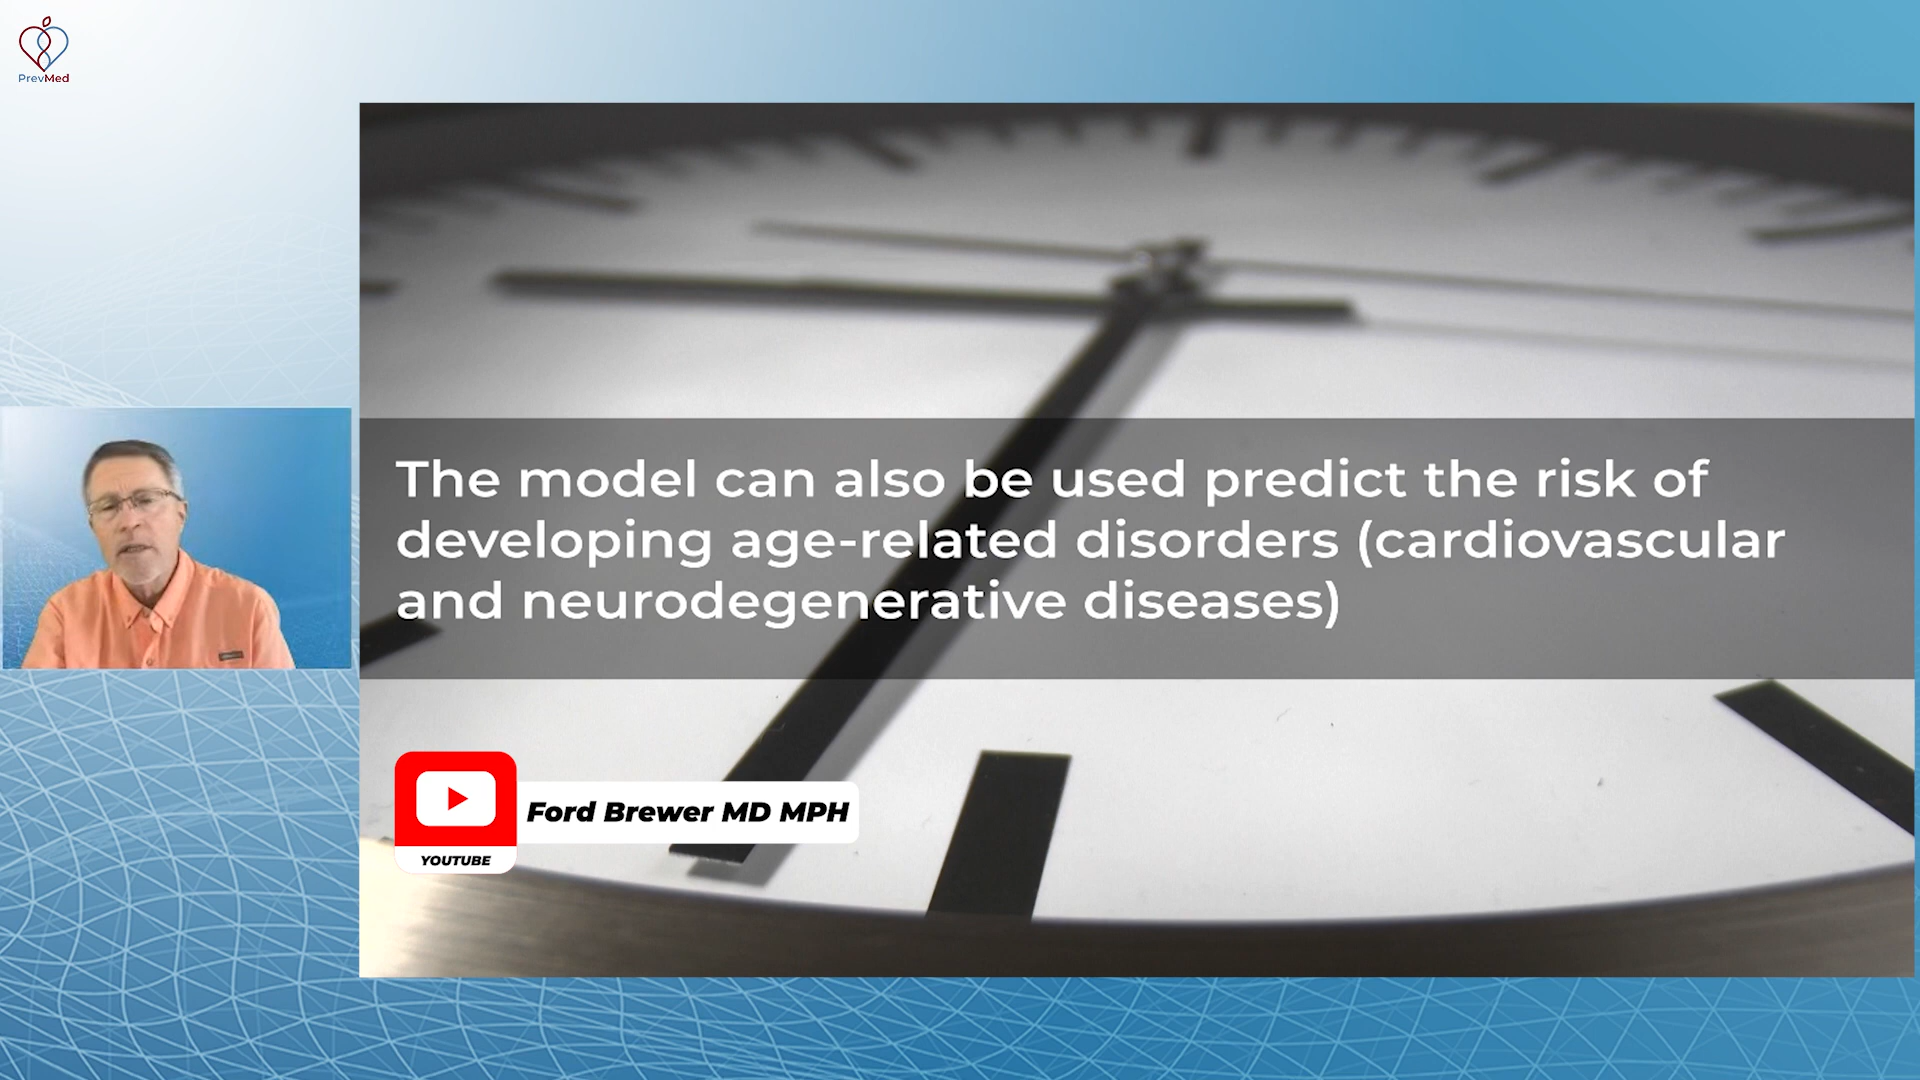 PrevMed
The model can also be used predict the risk of
developing age-related disorders (cardiovascular
and neurodegenerative diseases)
Ford Brewer MD MPH
YOUTUBE